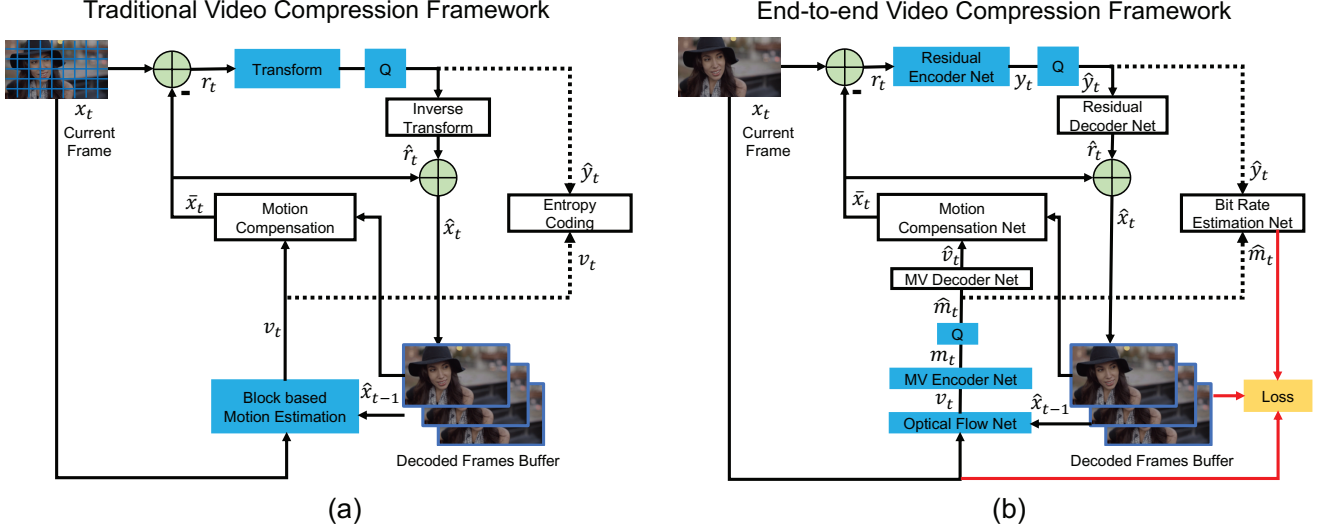 Traditional Video Compression Framework
x_t
Current
Frame
r_t
-
Transform
Q
Inverse
Transform
r̂_t
ŷ_t
x̄_t
Motion
Compensation
x̂_t
Entropy
Coding
v_t
v_t
Block based
Motion Estimation
x̂_{t-1}
Decoded Frames Buffer
(a)
End-to-end Video Compression Framework
x_t
Current
Frame
r_t
-
Residual
Encoder Net
y_t
Q
ŷ_t
Residual
Decoder Net
r̂_t
ŷ_t
x̄_t
Motion
Compensation Net
x̂_t
Bit Rate
Estimation Net
v̂_t
m̂_t
MV Decoder Net
m̂_t
Q
m_t
MV Encoder Net
v_t
Optical Flow Net
x̂_{t-1}
Loss
Decoded Frames Buffer
(b)